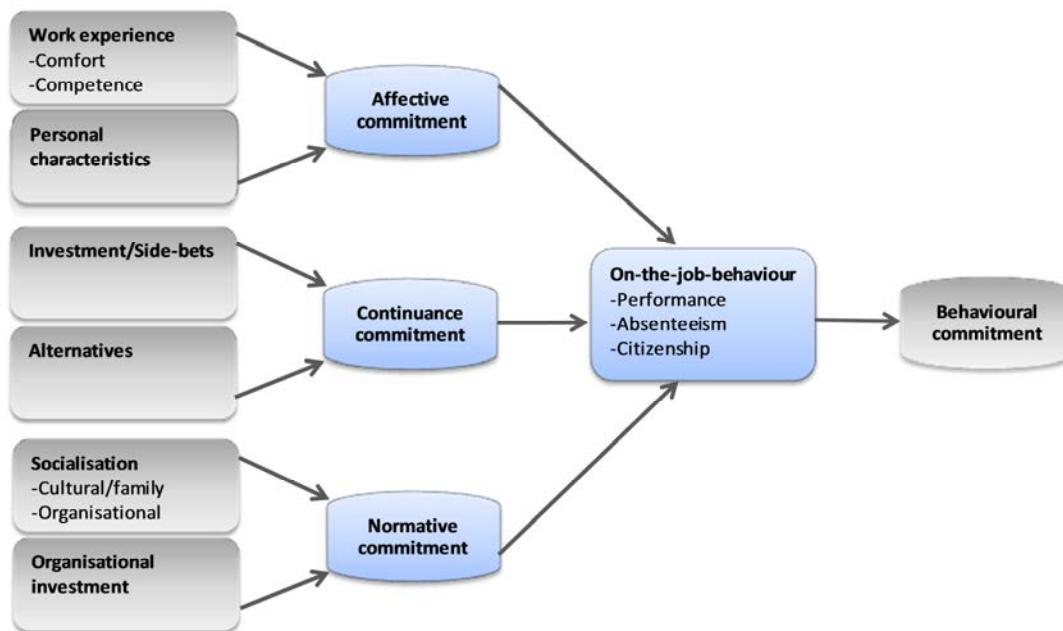 Work experience
-Comfort
-Competence
Personal
characteristics
Affective
commitment
Investment/Side-bets
Alternatives
Continuance
commitment
Socialisation
-Cultural/family
-Organisational
Organisational
investment
Normative
commitment
On-the-job-behaviour
-Performance
-Absenteeism
-Citizenship
Behavioural
commitment